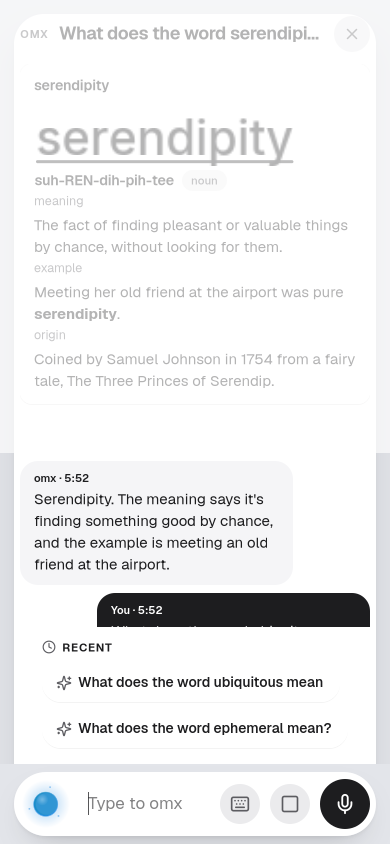 OMX What does the word serendipi...
serendipity
serendipity
suh-REN-dih-pih-tee noun
meaning
The fact of finding pleasant or valuable things
by chance, without looking for them.
example
Meeting her old friend at the airport was pure
serendipity.
origin
Coined by Samuel Johnson in 1754 from a fairy
tale, The Three Princes of Serendip.
omx · 5:52
Serendipity. The meaning says it's
finding something good by chance,
and the example is meeting an old
friend at the airport.
You · 5:52
RECENT
What does the word ubiquitous mean
What does the word ephemeral mean?
Type to omx